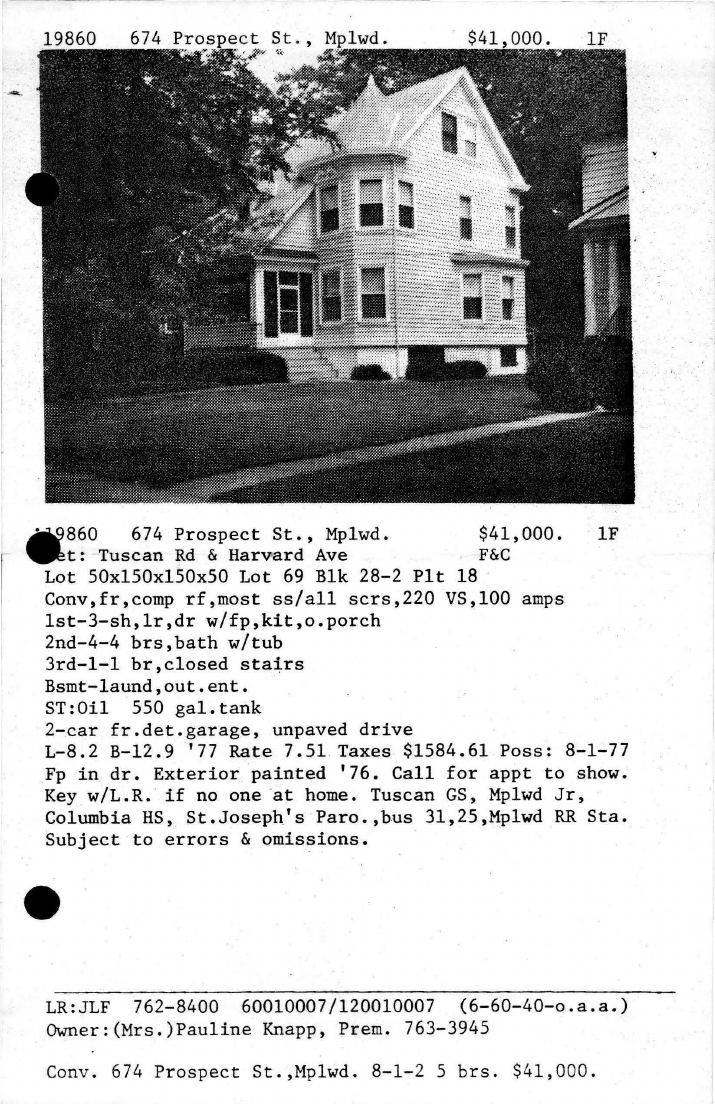 19860 674 Prospect St., Mplwd. $41,000. 1F
19860 674 Prospect St., Mplwd. $41,000. 1F
et: Tuscan Rd & Harvard Ave F&C
Lot 50x150x150x50 Lot 69 Blk 28-2 Plt 18
Conv,fr,comp rf,most ss/all scrs,220 VS,100 amps
1st-3-sh,lr,dr w/fp,kit,o.porch
2nd-4-4 brs,bath w/tub
3rd-1-1 br,closed stairs
Bsmt-laund,out.ent.
ST:Oil 550 gal.tank
2-car fr.det.garage, unpaved drive
L-8.2 B-12.9 '77 Rate 7.51 Taxes $1584.61 Poss: 8-1-77
Fp in dr. Exterior painted '76. Call for appt to show.
Key w/L.R. if no one at home. Tuscan GS, Mplwd Jr,
Columbia HS, St.Joseph's Paro.,bus 31,25,Mplwd RR Sta.
Subject to errors & omissions.
LR:JLF 762-8400 60010007/120010007 (6-60-40-o.a.a.)
Owner:(Mrs.)Pauline Knapp, Prem. 763-3945
Conv. 674 Prospect St.,Mplwd. 8-1-2 5 brs. $41,000.